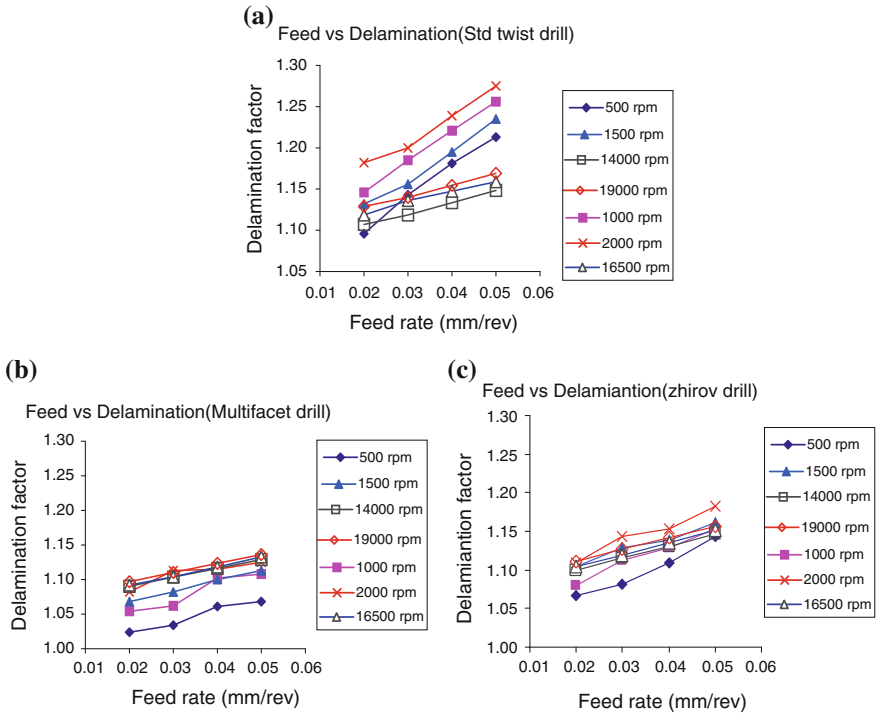 (a)
Feed vs Delamination(Std twist drill)
1.30
1.25
1.20
1.15
1.10
1.05
0.01 0.02 0.03 0.04 0.05 0.06
Delamination factor
Feed rate (mm/rev)
500 rpm
1500 rpm
14000 rpm
19000 rpm
1000 rpm
2000 rpm
16500 rpm
(b)
Feed vs Delamination(Multifacet drill)
1.30
1.25
1.20
1.15
1.10
1.05
1.00
0.01 0.02 0.03 0.04 0.05 0.06
Delamination factor
Feed rate (mm/rev)
500 rpm
1500 rpm
14000 rpm
19000 rpm
1000 rpm
2000 rpm
16500 rpm
(c)
Feed vs Delamiantion(zhirov drill)
1.30
1.25
1.20
1.15
1.10
1.05
1.00
0.01 0.02 0.03 0.04 0.05 0.06
Delamiantion factor
Feed rate (mm/rev)
500 rpm
1500 rpm
14000 rpm
19000 rpm
1000 rpm
2000 rpm
16500 rpm